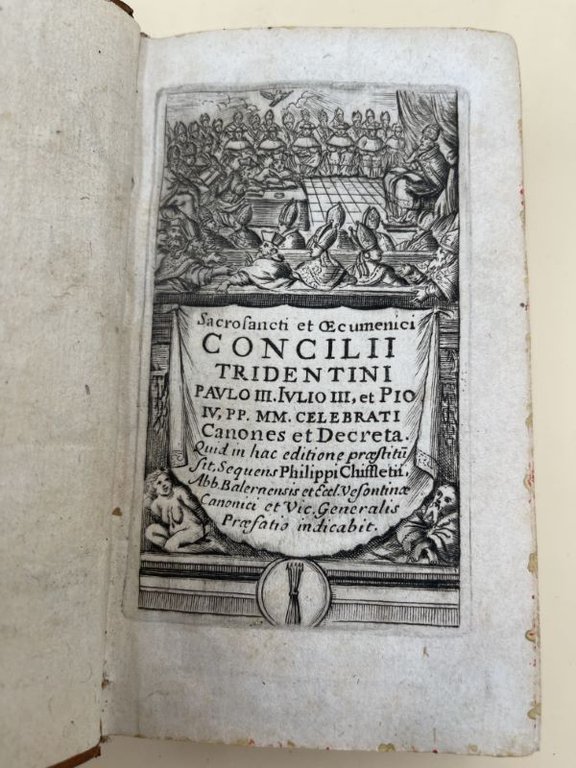 Sacrosancti et Œcumenici
CONCILII
TRIDENTINI
PAVLO III. IVLIO III, et PIO
IV, PP. MM. CELEBRATI
Canones et Decreta.
Quid in hac editione præstitũ
sit, Sequens Philippi Chiffletii,
Abb. Balernensis et Eccl. Vesontinæ
Canonici et Vic. Generalis
Præfatio indicabit.